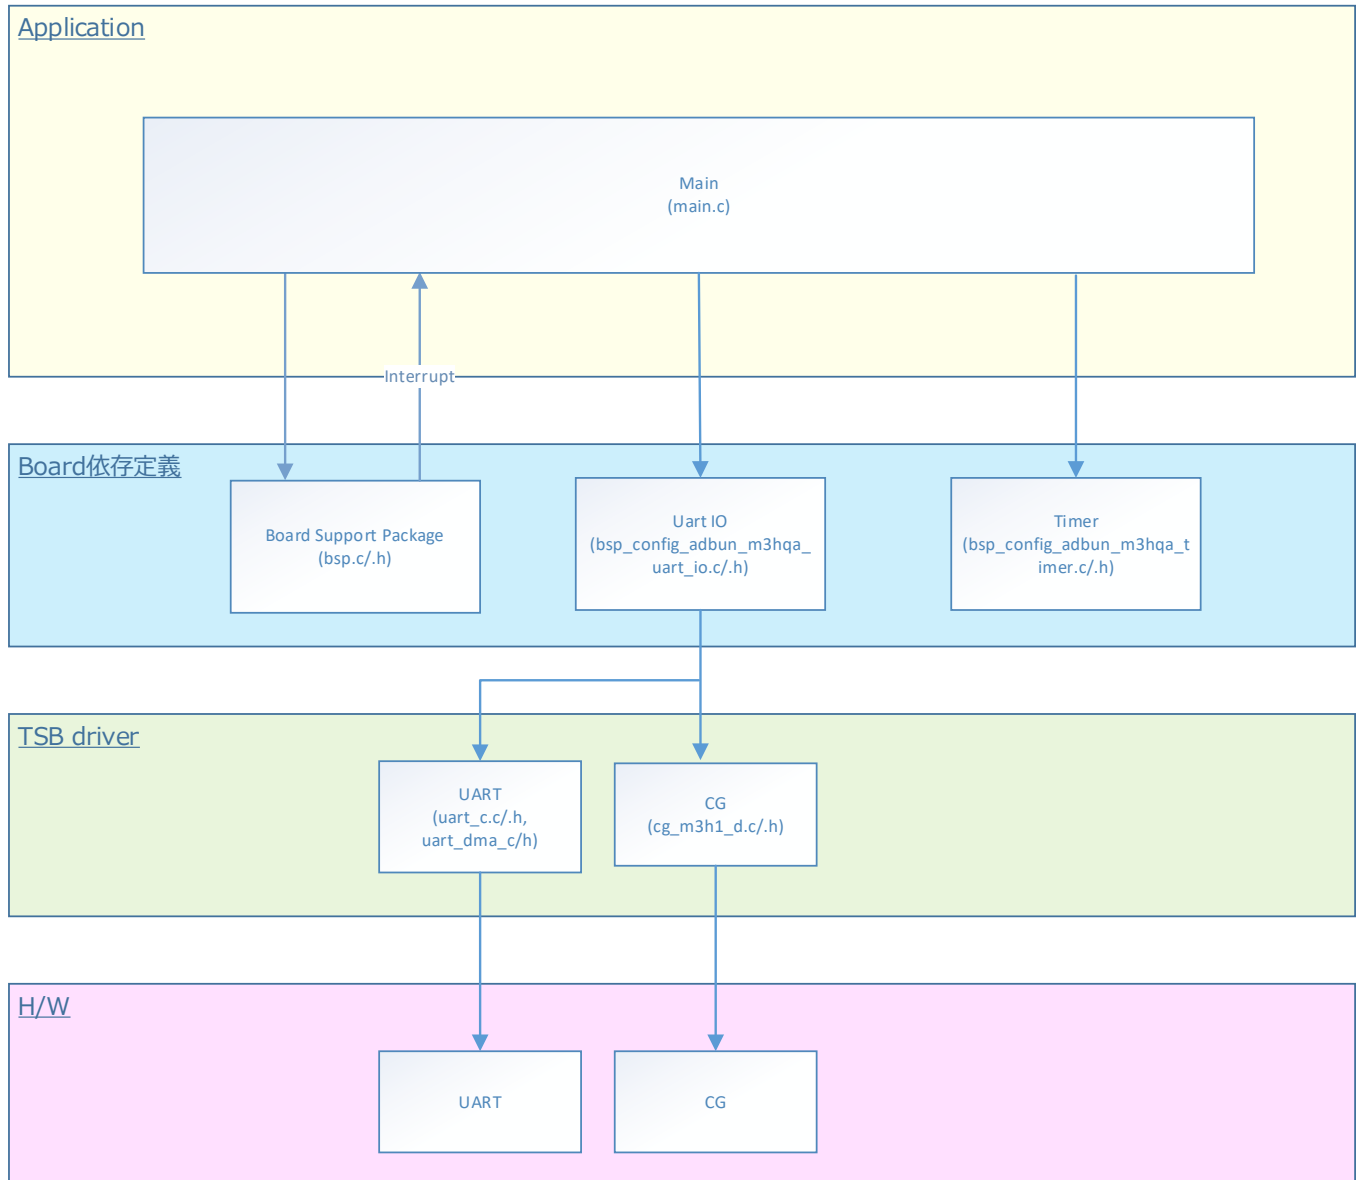 Application
Main
(main.c)
Interrupt
Board依存定義
Board Support Package
(bsp.c/.h)
Uart IO
(bsp_config_adbun_m3hqa_
uart_io.c/.h)
Timer
(bsp_config_adbun_m3hqa_t
imer.c/.h)
TSB driver
UART
(uart_c.c/.h,
uart_dma_c/h)
CG
(cg_m3h1_d.c/.h)
H/W
UART
CG